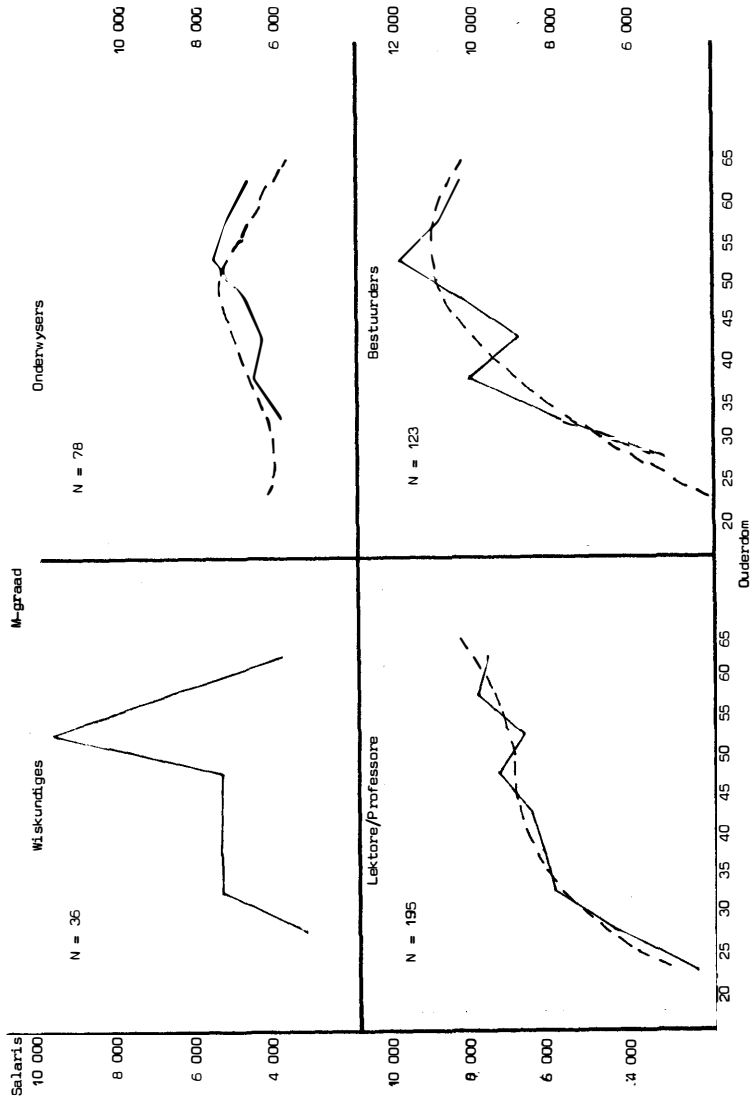 Salaris M-graad
10 000
8 000
6 000
4 000
Wiskundiges
N = 36
Onderwysers
N = 78
10 000
8 000
6 000
10 000
8 000
6 000
4 000
Lektore/Professore
N = 195
Bestuurders
N = 123
12 000
10 000
8 000
6 000
20 25 30 35 40 45 50 55 60 65
20 25 30 35 40 45 50 55 60 65
Ouderdom